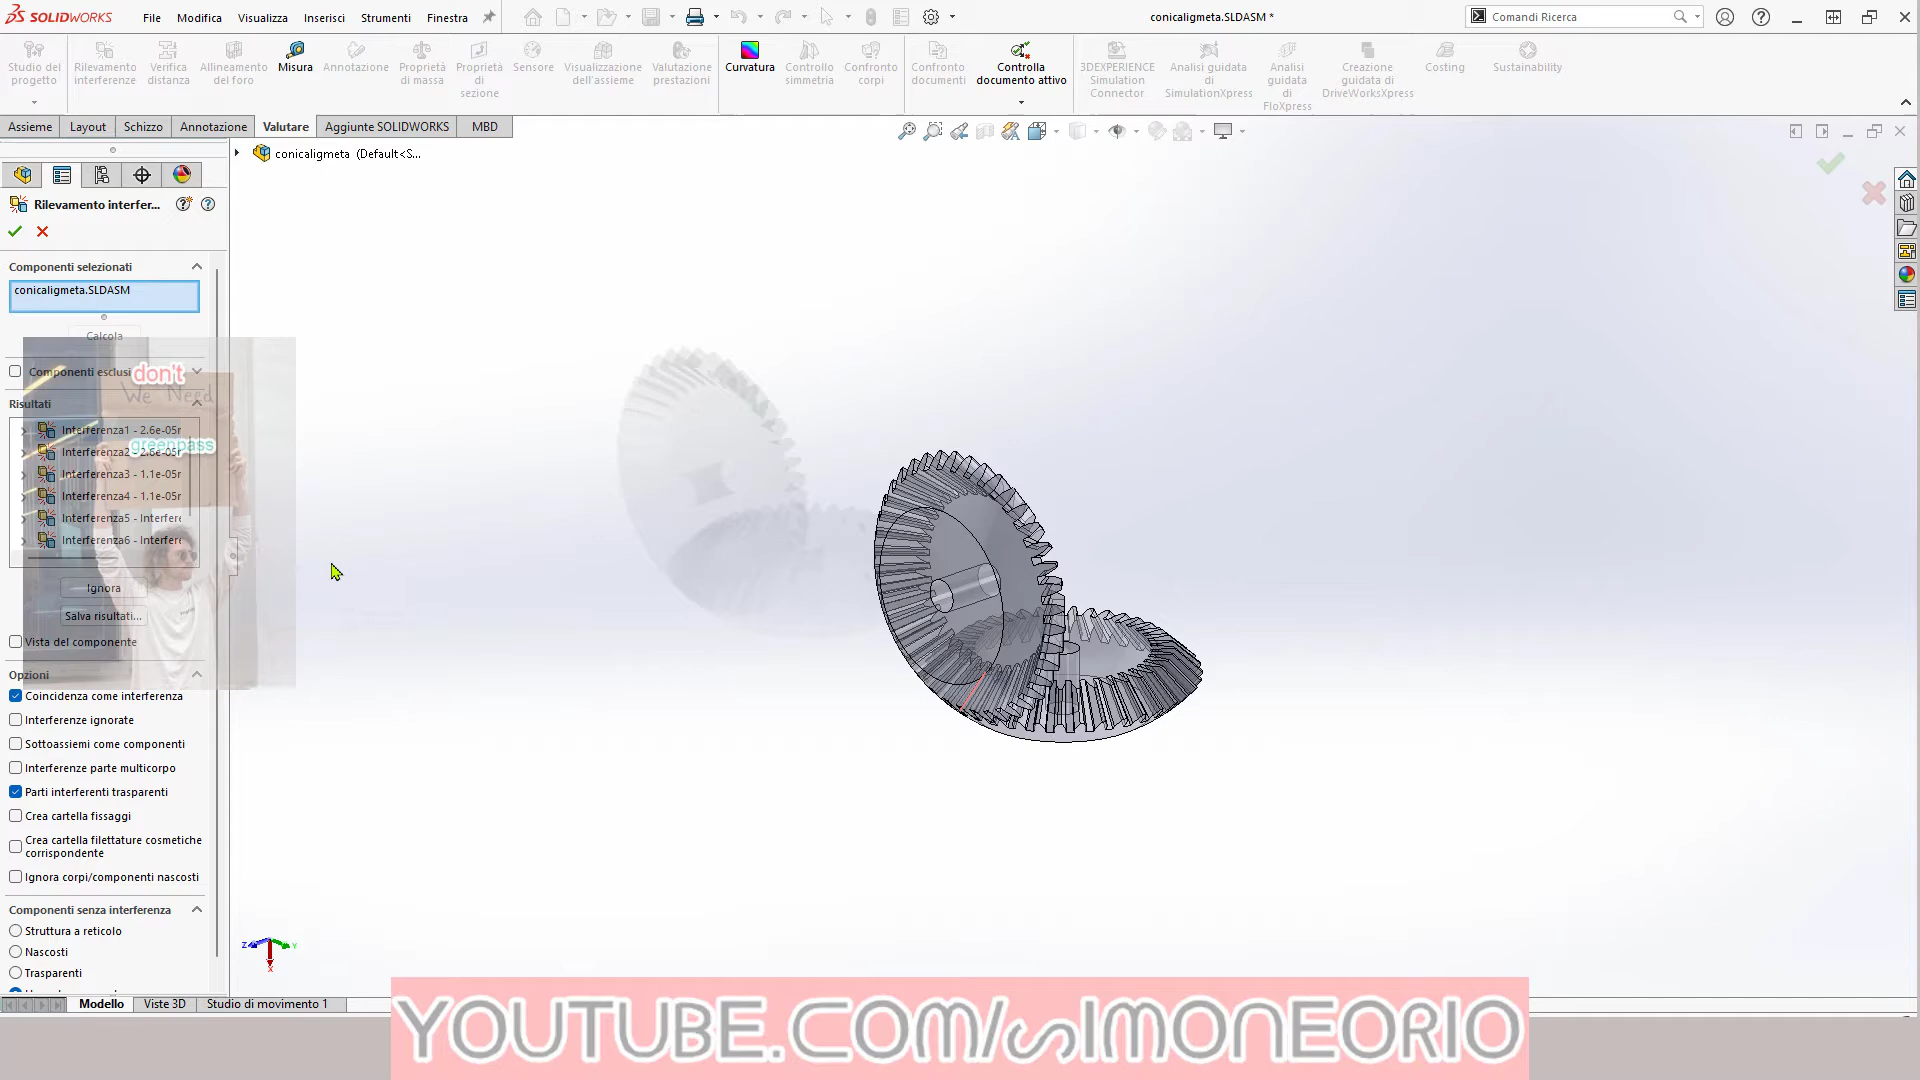 SOLIDWORKS File Modifica Visualizza Inserisci Strumenti Finestra conicaligmeta.SLDASM * Comandi Ricerca
Studio del progetto
Rilevamento interferenze
Verifica distanza
Allineamento del foro
Misura
Annotazione
Proprietà di massa
Proprietà di sezione
Sensore
Visualizzazione dell'assieme
Valutazione prestazioni
Curvatura
Controllo simmetria
Confronto corpi
Confronto documenti
Controlla documento attivo
3DEXPERIENCE Simulation Connector
Analisi guidata di SimulationXpress
Analisi guidata di FloXpress
Creazione guidata di DriveWorksXpress
Costing
Sustainability
Assieme Layout Schizzo Annotazione Valutare Aggiunte SOLIDWORKS MBD
conicaligmeta (Default<S...
Rilevamento interfer...
Componenti selezionati
conicaligmeta.SLDASM
Calcola
Componenti esclusi
don't
We Need
Risultati
Interferenza1 - 2.6e-05r
greenpass
Interferenza2 - 2.6e-05r
Interferenza3 - 1.1e-05r
Interferenza4 - 1.1e-05r
Interferenza5 - Interfere
Interferenza6 - Interfere
Ignora
Salva risultati...
Vista del componente
Opzioni
Coincidenza come interferenza
Interferenze ignorate
Sottoassiemi come componenti
Interferenze parte multicorpo
Parti interferenti trasparenti
Crea cartella fissaggi
Crea cartella filettature cosmetiche
corrispondente
Ignora corpi/componenti nascosti
Componenti senza interferenza
Struttura a reticolo
Nascosti
Trasparenti
Z Y
X
Modello Viste 3D Studio di movimento 1
YOUTUBE.COM/SIMONEORIO